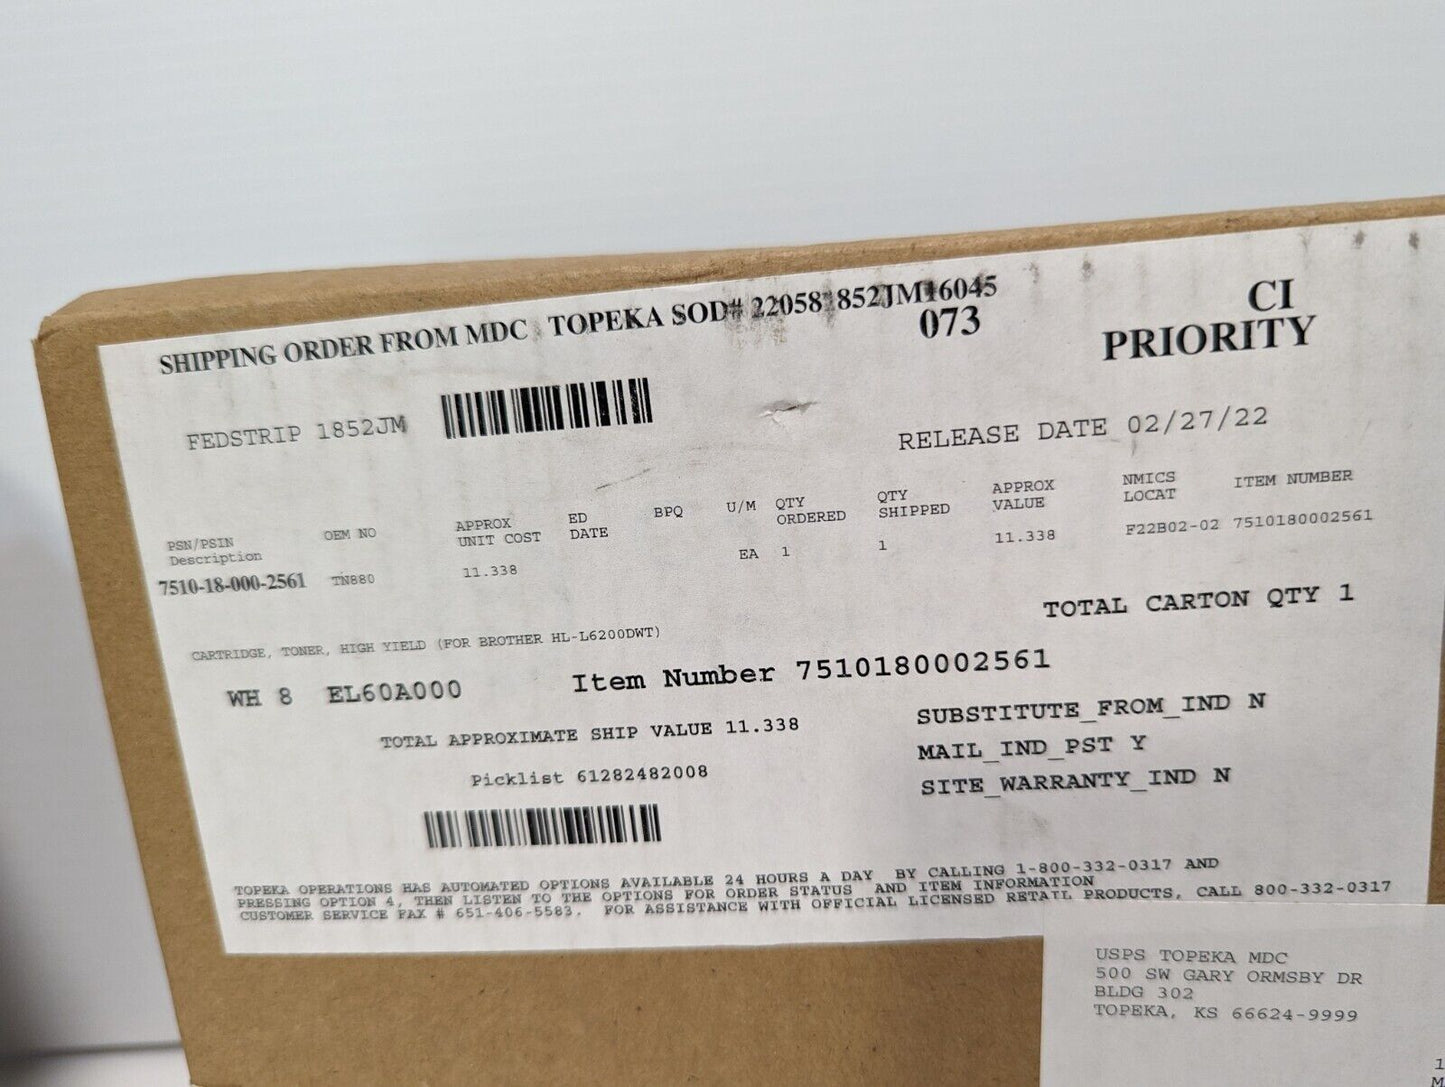 SHIPPING ORDER FROM MDC TOPEKA SOD# 220581852JM16045
073
CI
PRIORITY
FEDSTRIP 1852JM
RELEASE DATE 02/27/22
PSN/PSIN Description OEM NO APPROX UNIT COST ED DATE BPQ U/M QTY ORDERED QTY SHIPPED APPROX VALUE NMICS LOCAT ITEM NUMBER
7510-18-000-2561 TN880 11.338 EA 1 1 11.338 F22B02-02 7510180002561
TOTAL CARTON QTY 1
CARTRIDGE, TONER, HIGH YIELD (FOR BROTHER HL-L6200DWT)
WH 8 EL60A000 Item Number 7510180002561
TOTAL APPROXIMATE SHIP VALUE 11.338
SUBSTITUTE_FROM_IND N
MAIL_IND_PST Y
Picklist 61282482008
SITE_WARRANTY_IND N
TOPEKA OPERATIONS HAS AUTOMATED OPTIONS AVAILABLE 24 HOURS A DAY BY CALLING 1-800-332-0317 AND
PRESSING OPTION 4, THEN LISTEN TO THE OPTIONS FOR ORDER STATUS AND ITEM INFORMATION
CUSTOMER SERVICE FAX # 651-406-5583. FOR ASSISTANCE WITH OFFICIAL LICENSED RETAIL PRODUCTS, CALL 800-332-0317
USPS TOPEKA MDC
500 SW GARY ORMSBY DR
BLDG 302
TOPEKA, KS 66624-9999